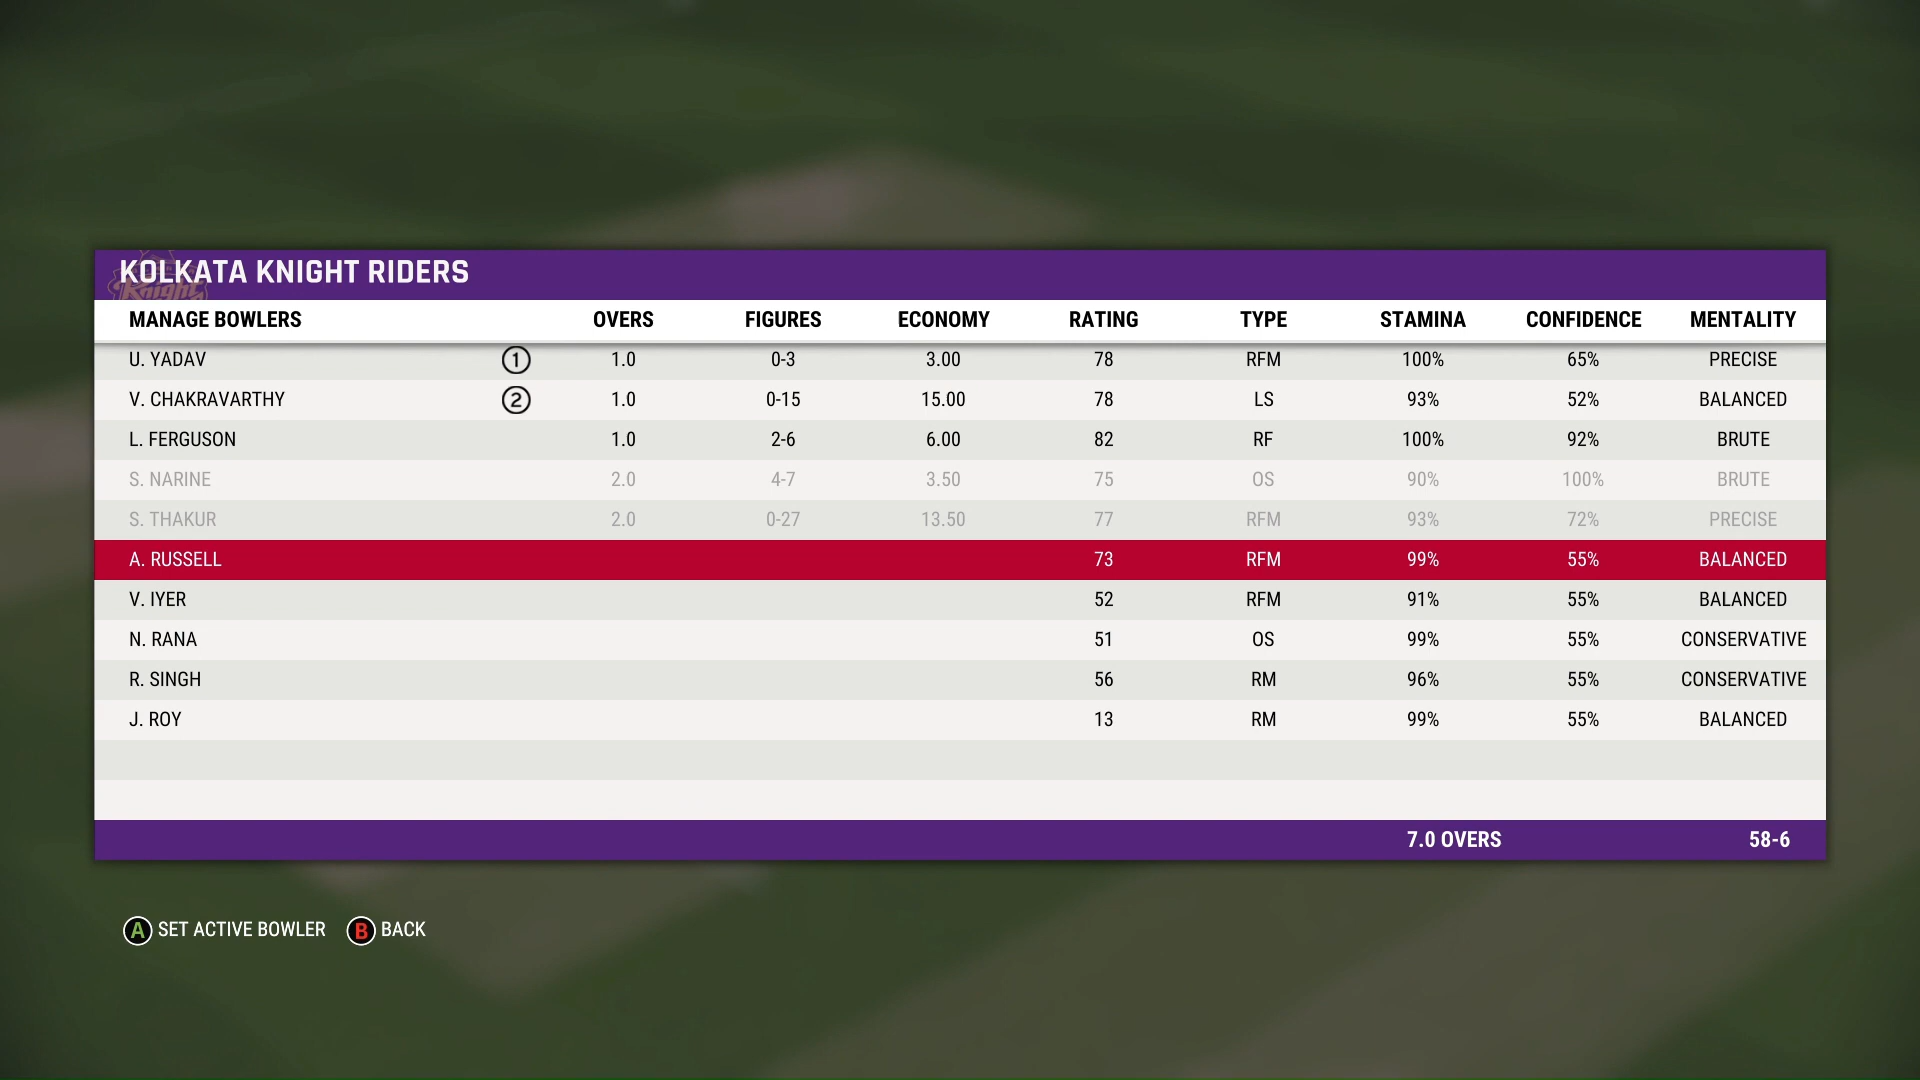 KOLKATA KNIGHT RIDERS
Knight
MANAGE BOWLERS OVERS FIGURES ECONOMY RATING TYPE STAMINA CONFIDENCE MENTALITY
U. YADAV 1 1.0 0-3 3.00 78 RFM 100% 65% PRECISE
V. CHAKRAVARTHY 2 1.0 0-15 15.00 78 LS 93% 52% BALANCED
L. FERGUSON 1.0 2-6 6.00 82 RF 100% 92% BRUTE
S. NARINE 2.0 4-7 3.50 75 OS 90% 100% BRUTE
S. THAKUR 2.0 0-27 13.50 77 RFM 93% 72% PRECISE
A. RUSSELL 73 RFM 99% 55% BALANCED
V. IYER 52 RFM 91% 55% BALANCED
N. RANA 51 OS 99% 55% CONSERVATIVE
R. SINGH 56 RM 96% 55% CONSERVATIVE
J. ROY 13 RM 99% 55% BALANCED
7.0 OVERS 58-6
A SET ACTIVE BOWLER B BACK